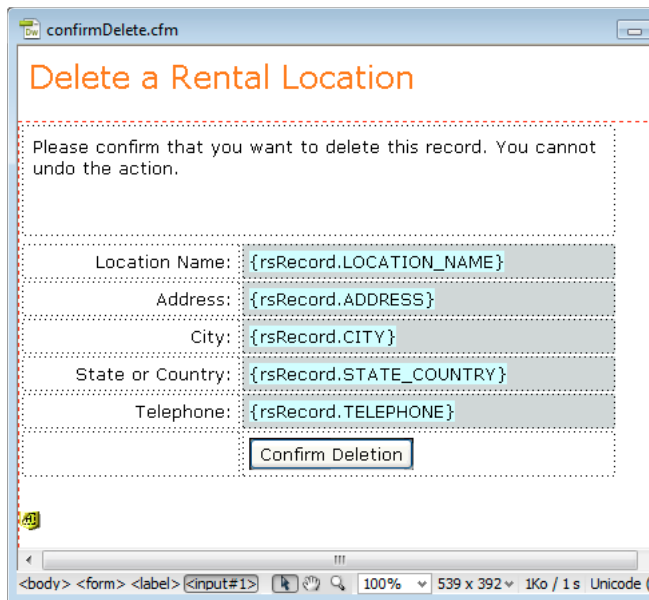 confirmDelete.cfm
Delete a Rental Location
Please confirm that you want to delete this record. You cannot
undo the action.
Location Name: {rsRecord.LOCATION_NAME}
Address: {rsRecord.ADDRESS}
City: {rsRecord.CITY}
State or Country: {rsRecord.STATE_COUNTRY}
Telephone: {rsRecord.TELEPHONE}
Confirm Deletion
<body> <form> <label> <input#1> 100% 539 x 392 1Ko / 1 s Unicode (